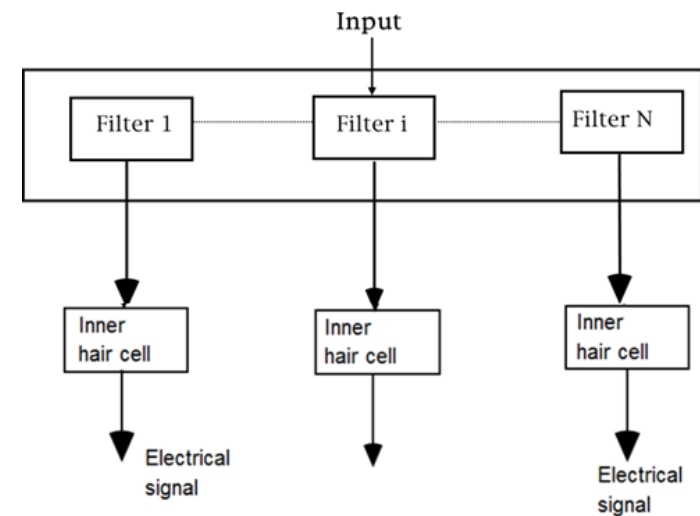 Input
Filter 1
Filter i
Filter N
Inner
hair cell
Inner
hair cell
Inner
hair cell
Electrical
signal
Electrical
signal